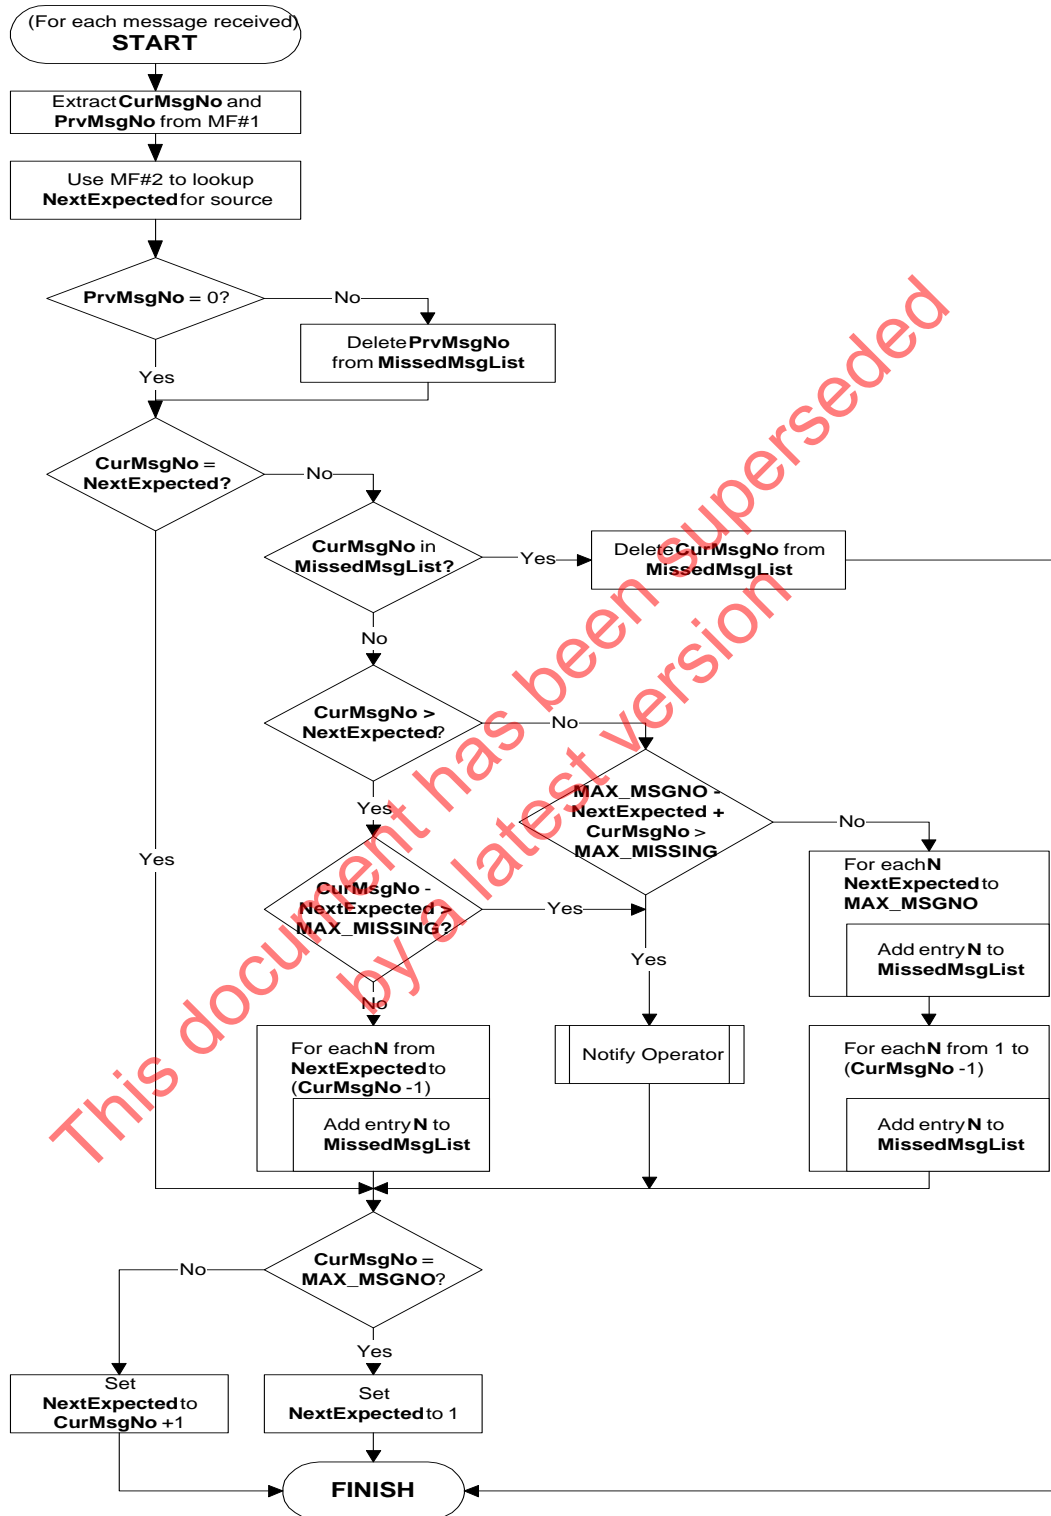 (For each message received)
START
Extract CurMsgNo and
PrvMsgNo from MF#1
Use MF#2 to lookup
NextExpected for source
PrvMsgNo = 0?
No
Delete PrvMsgNo
from MissedMsgList
Yes
CurMsgNo =
NextExpected?
No
CurMsgNo in
MissedMsgList?
Yes
Delete CurMsgNo from
MissedMsgList
No
CurMsgNo >
NextExpected?
No
MAX_MSGNO -
NextExpected +
CurMsgNo >
MAX_MISSING
No
Yes
Yes
CurMsgNo -
NextExpected >
MAX_MISSING?
Yes
For each N
NextExpected to
MAX_MSGNO
Add entry N to
MissedMsgList
Yes
No
For each N from
NextExpected to
(CurMsgNo -1)
Add entry N to
MissedMsgList
Notify Operator
For each N from 1 to
(CurMsgNo -1)
Add entry N to
MissedMsgList
CurMsgNo =
MAX_MSGNO?
No
Yes
Set
NextExpected to
CurMsgNo +1
Set
NextExpected to 1
FINISH
This document has been superseded
by a latest version